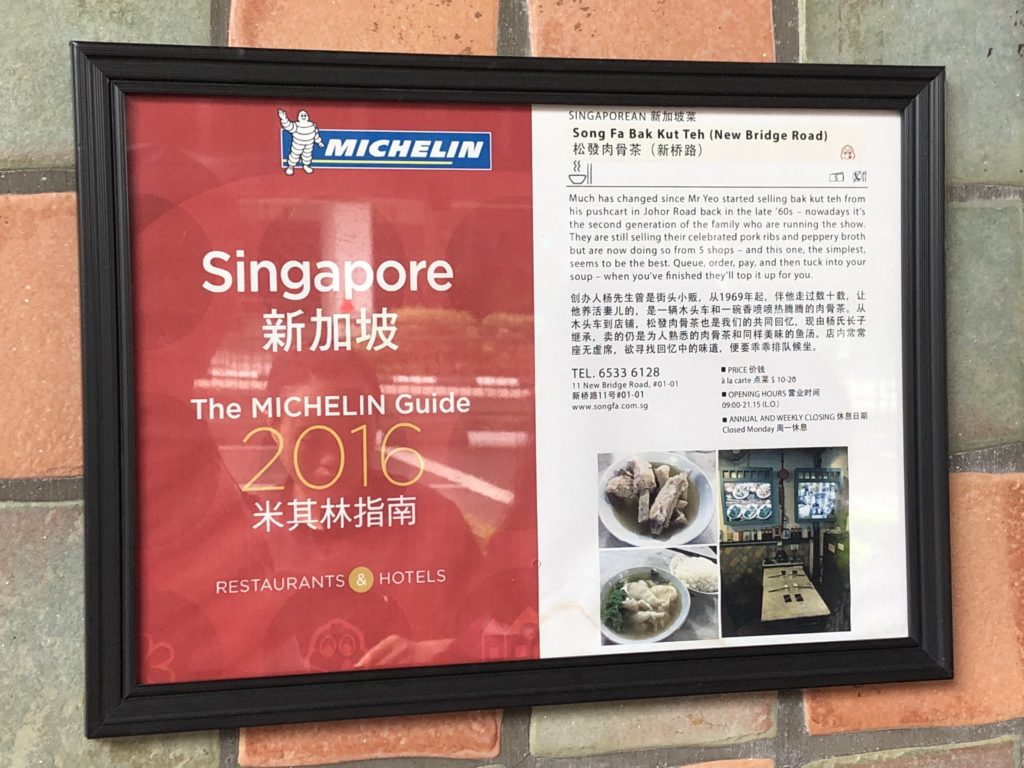 MICHELIN
Singapore
新加坡
The MICHELIN Guide
2016
米其林指南
RESTAURANTS & HOTELS
SINGAPOREAN 新加坡菜
Song Fa Bak Kut Teh (New Bridge Road)
松發肉骨茶（新桥路）
Much has changed since Mr Yeo started selling bak kut teh from
his pushcart in Johor Road back in the late '60s – nowadays it's
the second generation of the family who are running the show.
They are still selling their celebrated pork ribs and peppery broth
but are now doing so from 5 shops – and this one, the simplest,
seems to be the best. Queue, order, pay, and then tuck into your
soup – when you've finished they'll top it up for you.
创办人杨先生曾是街头小贩，从1969年起，伴他走过数十载，让
他养活妻儿的，是一辆木头车和一碗香喷喷热腾腾的肉骨茶。从
木头车到店铺，松發肉骨茶也是我们的共同回忆，现由杨氏长子
继承，卖的仍是为人熟悉的肉骨茶和同样美味的鱼汤。店内常常
座无虚席，欲寻找回忆中的味道，便要乖乖排队候坐。
TEL. 6533 6128
11 New Bridge Road, #01-01
新桥路11号#01-01
www.songfa.com.sg
■ PRICE 价钱
à la carte 点菜 $ 10-20
■ OPENING HOURS 营业时间
09:00-21.15 (L.O.)
■ ANNUAL AND WEEKLY CLOSING 休息日期
Closed Monday 周一休息